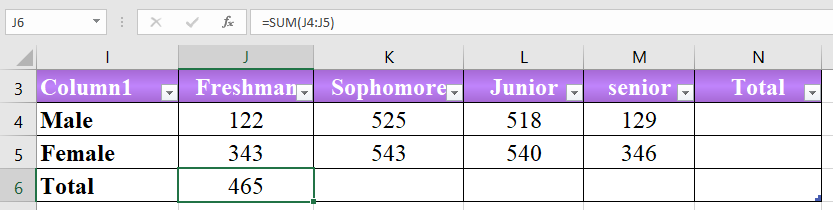 J6 fx =SUM(J4:J5)
I J K L M N
3 Column1 Freshman Sophomore Junior senior Total
4 Male 122 525 518 129
5 Female 343 543 540 346
6 Total 465